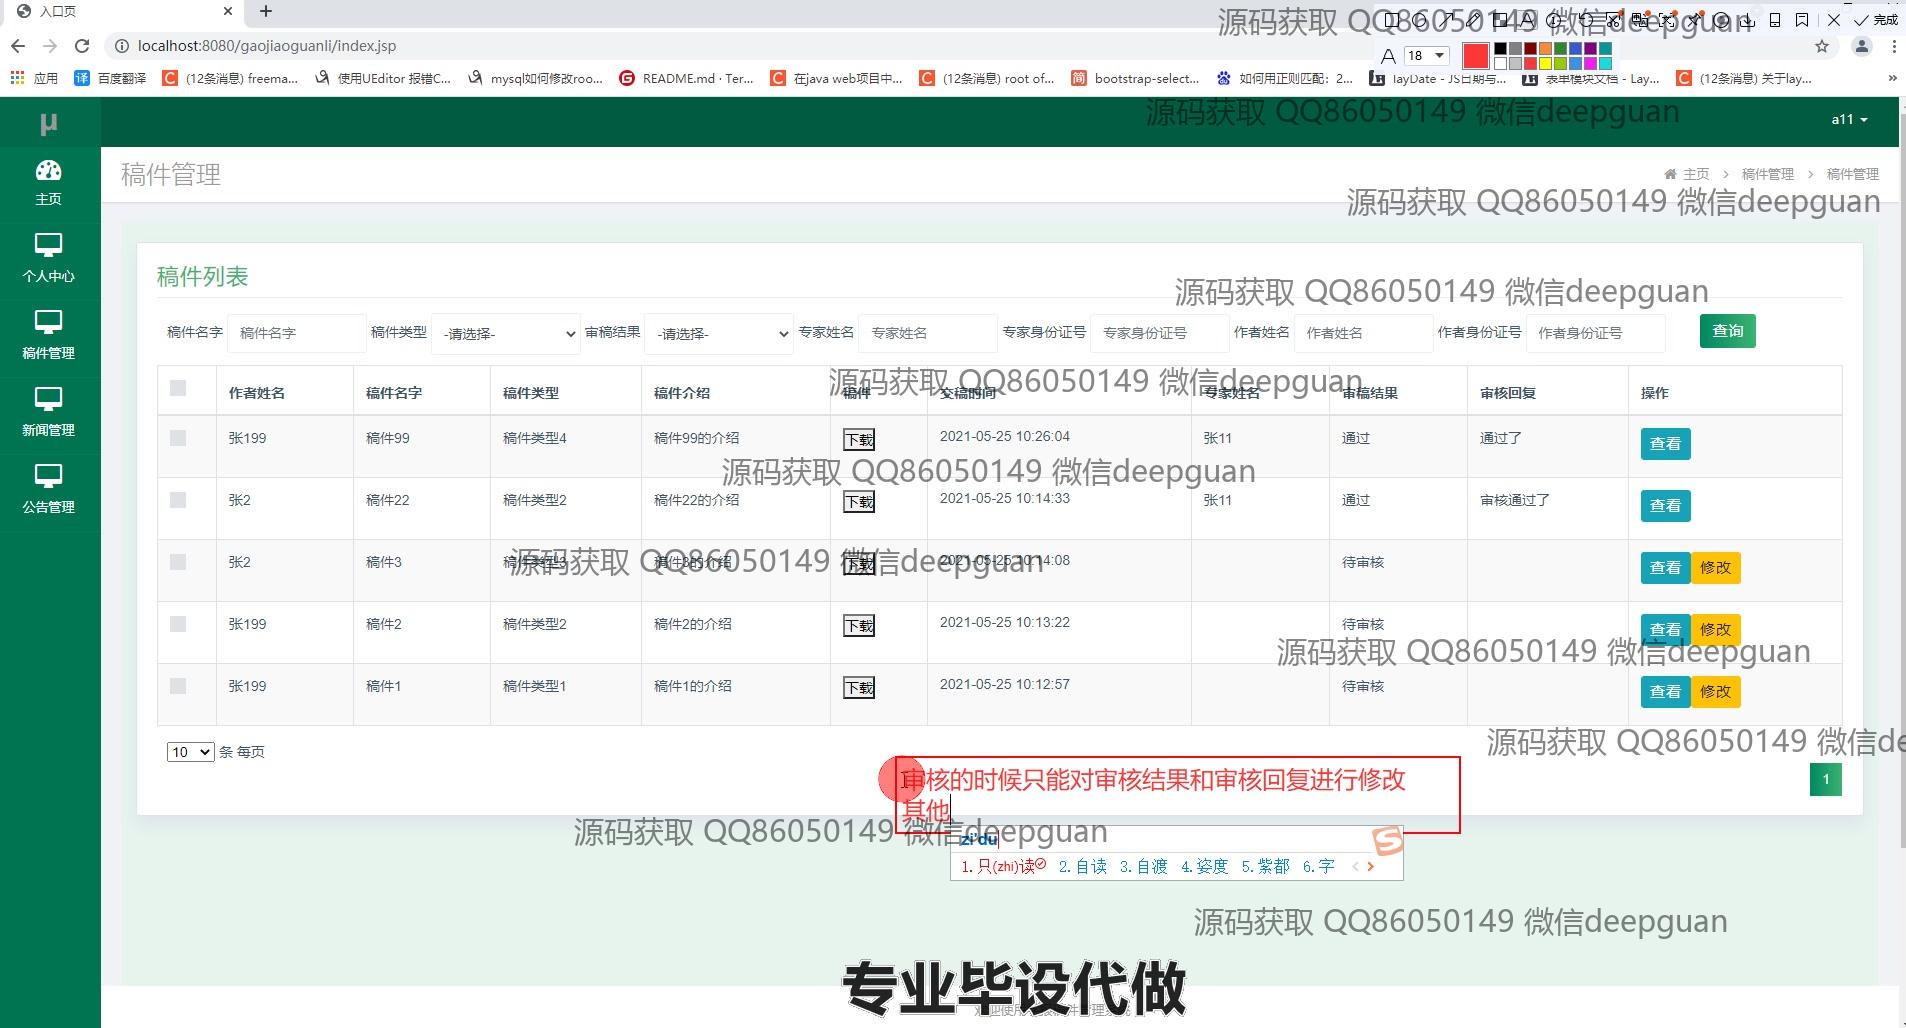 入口页
源码获取 QQ86050149 微信deepguan
完成
localhost:8080/gaojiaoguanli/index.jsp
18
应用
百度翻译
(12条消息) freema...
使用UEditor 报错C...
mysql如何修改roo...
README.md · Ter...
在java web项目中...
(12条消息) root of...
bootstrap-select...
如何用正则匹配：2...
layDate - JS日期与...
表单模块文档 - Lay...
(12条消息) 关于lay...
μ
源码获取 QQ86050149 微信deepguan
a11
主页
个人中心
稿件管理
新闻管理
公告管理
稿件管理
主页 > 稿件管理 > 稿件管理
源码获取 QQ86050149 微信deepguan
稿件列表
源码获取 QQ86050149 微信deepguan
稿件名字 稿件名字 稿件类型 -请选择- 审稿结果 -请选择- 专家姓名 专家姓名 专家身份证号 专家身份证号 作者姓名 作者姓名 作者身份证号 作者身份证号 查询
源码获取 QQ86050149 微信deepguan
作者姓名 稿件名字 稿件类型 稿件介绍 稿件 交稿时间 专家姓名 审稿结果 审核回复 操作
张199 稿件99 稿件类型4 稿件99的介绍 下载 2021-05-25 10:26:04 张11 通过 通过了 查看
源码获取 QQ86050149 微信deepguan
张2 稿件22 稿件类型2 稿件22的介绍 下载 2021-05-25 10:14:33 张11 通过 审核通过了 查看
源码获取 QQ86050149 微信deepguan
张2 稿件3 稿件类型3 稿件3的介绍 下载 2021-05-25 10:14:08 待审核 查看 修改
张199 稿件2 稿件类型2 稿件2的介绍 下载 2021-05-25 10:13:22 待审核 查看 修改
源码获取 QQ86050149 微信deepguan
张199 稿件1 稿件类型1 稿件1的介绍 下载 2021-05-25 10:12:57 待审核 查看 修改
源码获取 QQ86050149 微信de
10 条 每页
1
审核的时候只能对审核结果和审核回复进行修改
其他
源码获取 QQ86050149 微信deepguan
zi'du
1.只(zhi)读 2.自读 3.自渡 4.姿度 5.紫都 6.字
源码获取 QQ86050149 微信deepguan
专业毕设代做